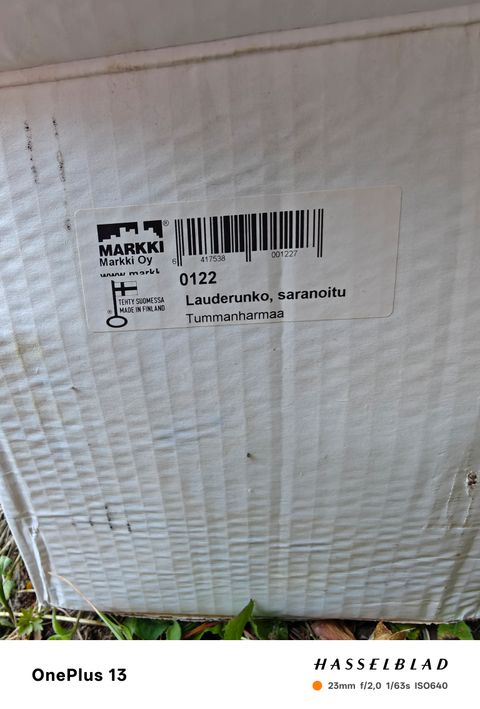 MARKKI®
Markki Oy
6 417538 001227
0122
TEHTY SUOMESSA
MADE IN FINLAND
®
Lauderunko, saranoitu
Tummanharmaa
OnePlus 13
HASSELBLAD
23mm f/2,0 1/63s ISO640